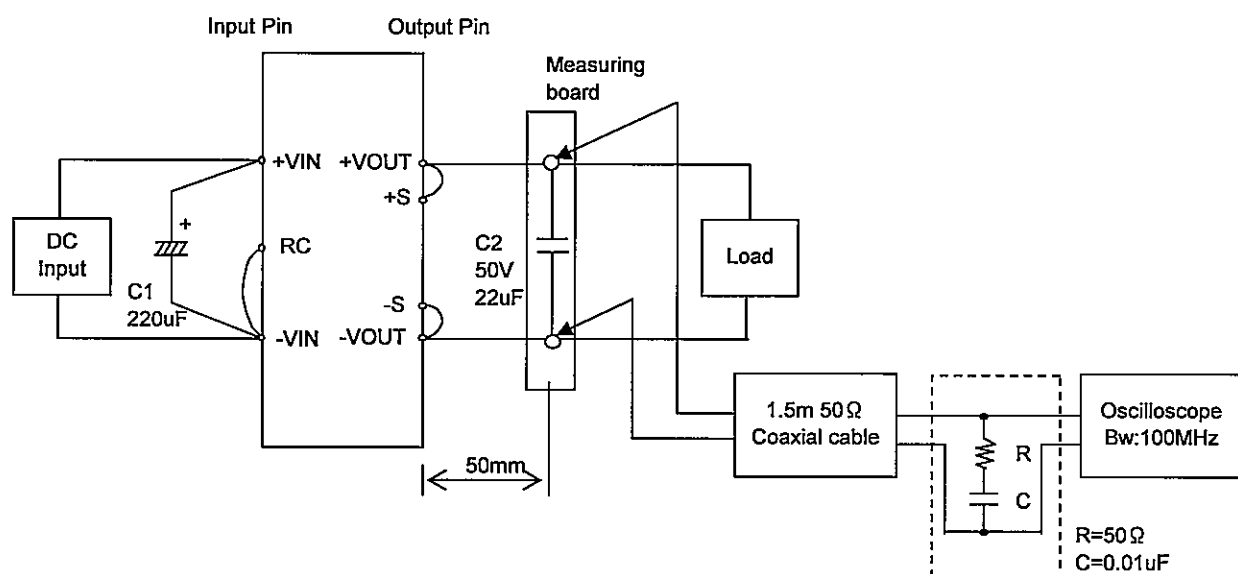 Input Pin
Output Pin
Measuring
board
+VIN
+VOUT
+S
DC
Input
+
RC
C1
220uF
C2
50V
22uF
Load
-S
-VIN
-VOUT
50mm
1.5m 50Ω
Coaxial cable
R
C
Oscilloscope
Bw:100MHz
R=50Ω
C=0.01uF